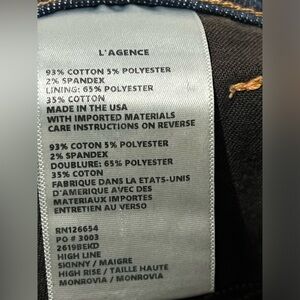 L'AGENCE
93% COTTON 5% POLYESTER
2% SPANDEX
LINING: 65% POLYESTER
35% COTTON
MADE IN THE USA
WITH IMPORTED MATERIALS
CARE INSTRUCTIONS ON REVERSE
93% COTON 5% POLYESTER
2% SPANDEX
DOUBLURE: 65% POLYESTER
35% COTON
FABRIQUE DANS LA ETATS-UNIS
D'AMERIQUE AVEC DES
MATERIAUX IMPORTES
ENTRETIEN AU VERSO
RN126654
PO # 3003
2619BEKD
HIGH LINE
SKINNY / MAIGRE
HIGH RISE / TAILLE HAUTE
MONROVIA / MONROVIA